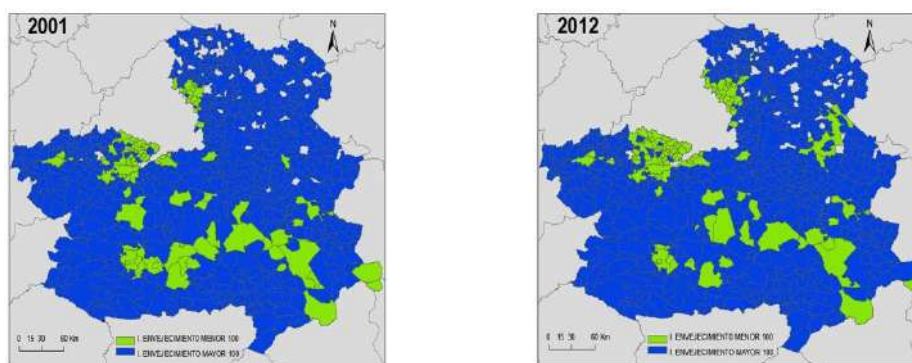 2001
N
0 15 30 60 Km
I. ENVEJECIMIENTO MENOR 100
I. ENVEJECIMIENTO MAYOR 100
2012
N
0 15 30 60 Km
I. ENVEJECIMIENTO MENOR 100
I. ENVEJECIMIENTO MAYOR 100